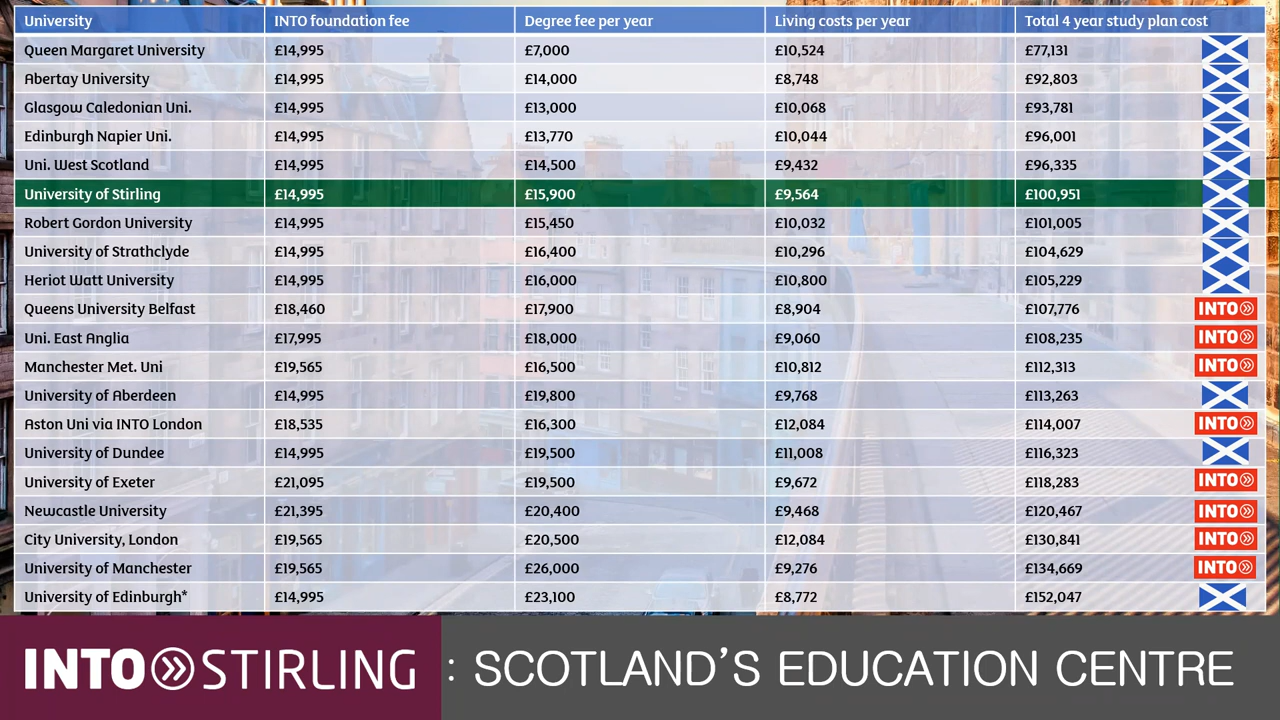 University INTO foundation fee Degree fee per year Living costs per year Total 4 year study plan cost
Queen Margaret University £14,995 £7,000 £10,524 £77,131
Abertay University £14,995 £14,000 £8,748 £92,803
Glasgow Caledonian Uni. £14,995 £13,000 £10,068 £93,781
Edinburgh Napier Uni. £14,995 £13,770 £10,044 £96,001
Uni. West Scotland £14,995 £14,500 £9,432 £96,335
University of Stirling £14,995 £15,900 £9,564 £100,951
Robert Gordon University £14,995 £15,450 £10,032 £101,005
University of Strathclyde £14,995 £16,400 £10,296 £104,629
Heriot Watt University £14,995 £16,000 £10,800 £105,229
Queens University Belfast £18,460 £17,900 £8,904 £107,776 INTO
Uni. East Anglia £17,995 £18,000 £9,060 £108,235 INTO
Manchester Met. Uni £19,565 £16,500 £10,812 £112,313 INTO
University of Aberdeen £14,995 £19,800 £9,768 £113,263
Aston Uni via INTO London £18,535 £16,300 £12,084 £114,007 INTO
University of Dundee £14,995 £19,500 £11,008 £116,323
University of Exeter £21,095 £19,500 £9,672 £118,283 INTO
Newcastle University £21,395 £20,400 £9,468 £120,467 INTO
City University, London £19,565 £20,500 £12,084 £130,841 INTO
University of Manchester £19,565 £26,000 £9,276 £134,669 INTO
University of Edinburgh* £14,995 £23,100 £8,772 £152,047
INTO STIRLING : SCOTLAND'S EDUCATION CENTRE